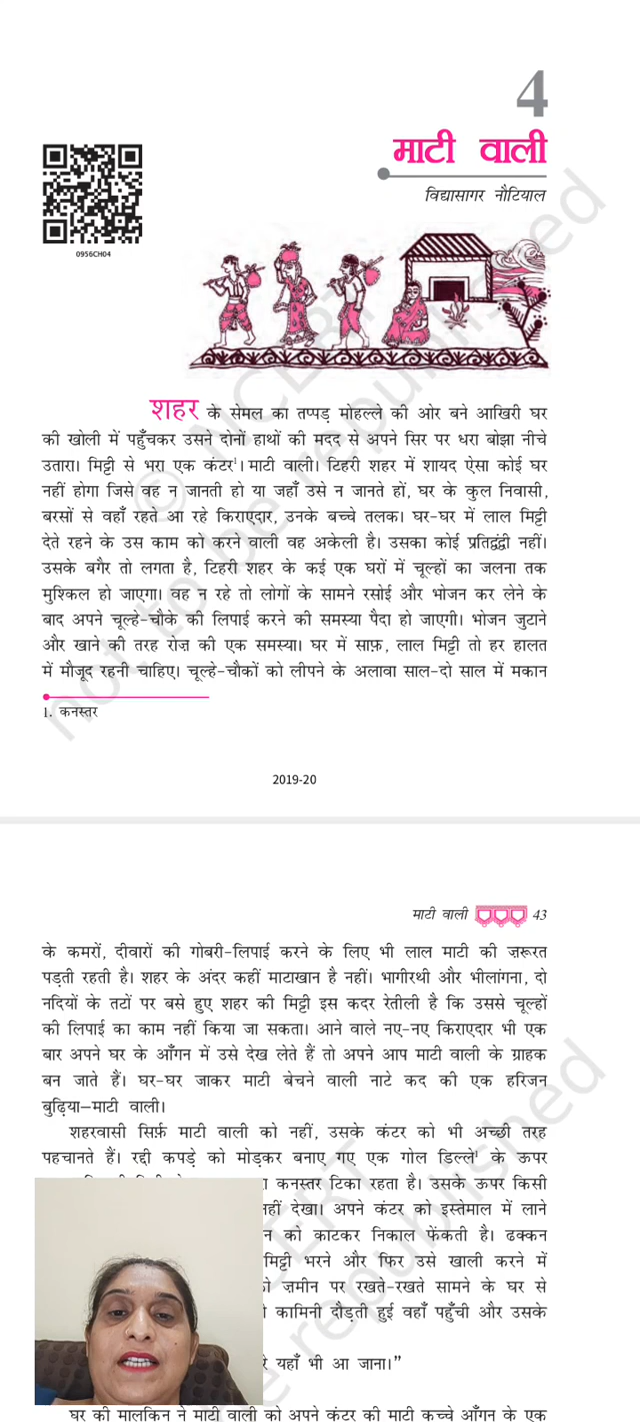 4
माटी वाली
विद्यासागर नौटियाल
0956CH04
शहर के सेमल का तप्पड़ मोहल्ले की ओर बने आखिरी घर
की खोली में पहुँचकर उसने दोनों हाथों की मदद से अपने सिर पर धरा बोझा नीचे
उतारा। मिट्टी से भरा एक कंटर¹। माटी वाली। टिहरी शहर में शायद ऐसा कोई घर
नहीं होगा जिसे वह न जानती हो या जहाँ उसे न जानते हों, घर के कुल निवासी,
बरसों से वहाँ रहते आ रहे किराएदार, उनके बच्चे तलक। घर-घर में लाल मिट्टी
देते रहने के उस काम को करने वाली वह अकेली है। उसका कोई प्रतिद्वंद्वी नहीं।
उसके बगैर तो लगता है, टिहरी शहर के कई एक घरों में चूल्हों का जलना तक
मुश्किल हो जाएगा। वह न रहे तो लोगों के सामने रसोई और भोजन कर लेने के
बाद अपने चूल्हे-चौके की लिपाई करने की समस्या पैदा हो जाएगी। भोजन जुटाने
और खाने की तरह रोज़ की एक समस्या। घर में साफ़, लाल मिट्टी तो हर हालत
में मौजूद रहनी चाहिए। चूल्हे-चौकों को लीपने के अलावा साल-दो साल में मकान
1. कनस्तर
2019-20
माटी वाली 43
के कमरों, दीवारों की गोबरी-लिपाई करने के लिए भी लाल माटी की ज़रूरत
पड़ती रहती है। शहर के अंदर कहीं माटाखान है नहीं। भागीरथी और भीलांगना, दो
नदियों के तटों पर बसे हुए शहर की मिट्टी इस कदर रेतीली है कि उससे चूल्हों
की लिपाई का काम नहीं किया जा सकता। आने वाले नए-नए किराएदार भी एक
बार अपने घर के आँगन में उसे देख लेते हैं तो अपने आप माटी वाली के ग्राहक
बन जाते हैं। घर-घर जाकर माटी बेचने वाली नाटे कद की एक हरिजन
बुढ़िया—माटी वाली।
शहरवासी सिर्फ़ माटी वाली को नहीं, उसके कंटर को भी अच्छी तरह
पहचानते हैं। रद्दी कपड़े को मोड़कर बनाए गए एक गोल डिल्ले¹ के ऊपर
कनस्तर टिका रहता है। उसके ऊपर किसी
नहीं देखा। अपने कंटर को इस्तेमाल में लाने
न को काटकर निकाल फेंकती है। ढक्कन
मिट्टी भरने और फिर उसे खाली करने में
ज़मीन पर रखते-रखते सामने के घर से
कामिनी दौड़ती हुई वहाँ पहुँची और उसके
यहाँ भी आ जाना।”
घर की मालकिन ने माटी वाली को अपने कंटर की माटी कच्चे आँगन के एक
© NCERT
not to be republished